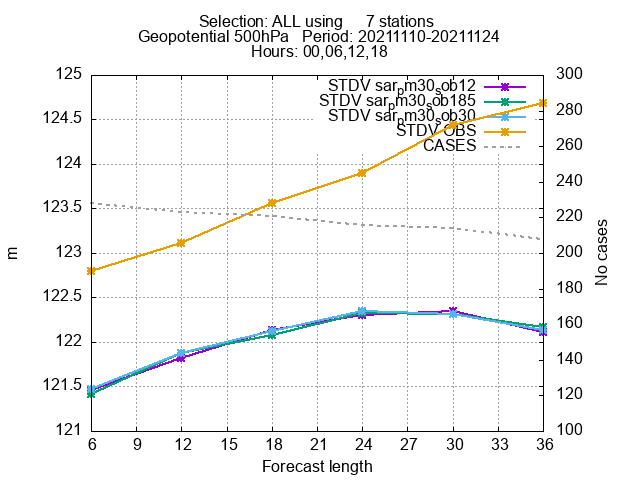 Selection: ALL using 7 stations
Geopotential 500hPa Period: 20211110-20211124
Hours: 00,06,12,18
125
124.5
124
123.5
123
122.5
122
121.5
121
m
300
280
260
240
220
200
180
160
140
120
100
No cases
STDV sarpm30sob12
STDV sarpm30sob185
STDV sarpm30sob30
STDV OBS
CASES
6 9 12 15 18 21 24 27 30 33 36
Forecast length